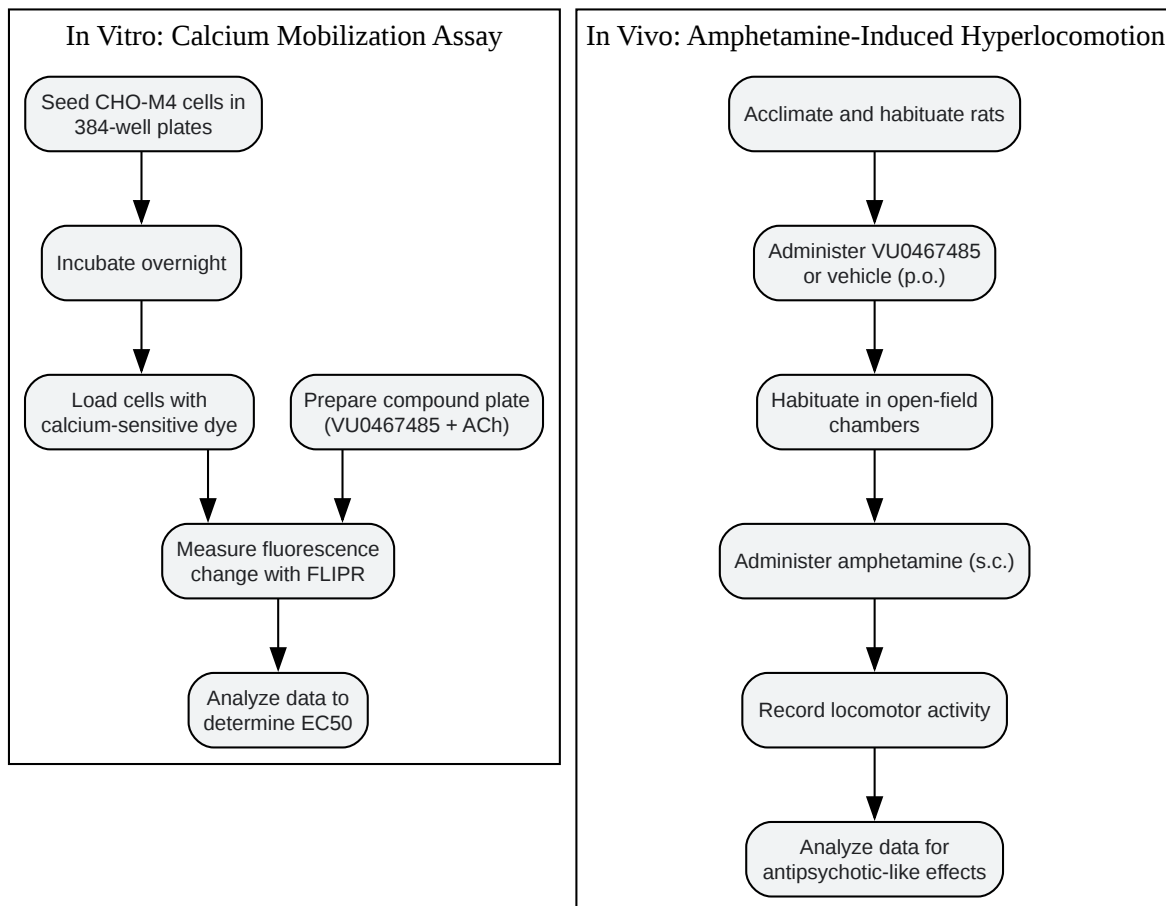 In Vitro: Calcium Mobilization Assay
Seed CHO-M4 cells in
384-well plates
Incubate overnight
Load cells with
calcium-sensitive dye
Prepare compound plate
(VU0467485 + ACh)
Measure fluorescence
change with FLIPR
Analyze data to
determine EC50
In Vivo: Amphetamine-Induced Hyperlocomotion
Acclimate and habituate rats
Administer VU0467485
or vehicle (p.o.)
Habituate in open-field
chambers
Administer amphetamine (s.c.)
Record locomotor activity
Analyze data for
antipsychotic-like effects